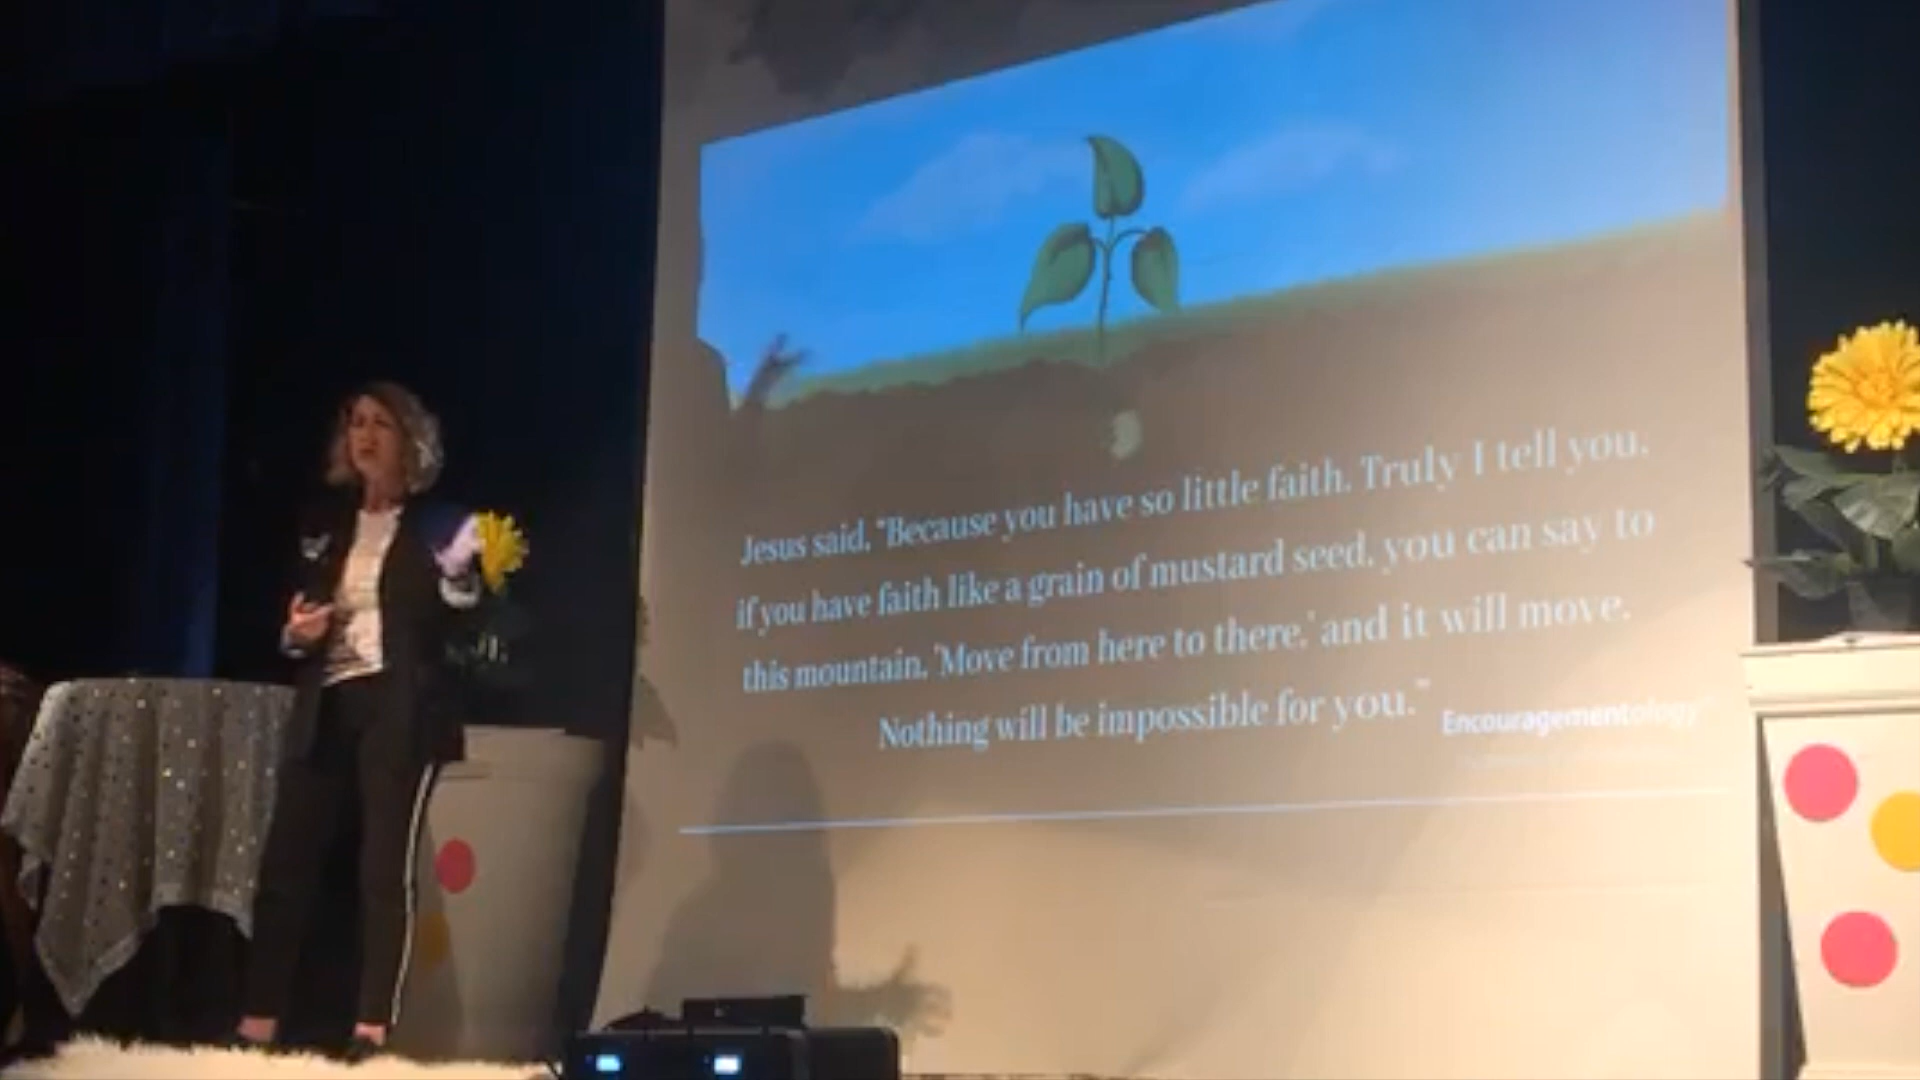 Jesus said, "Because you have so little faith. Truly I tell you,
if you have faith like a grain of mustard seed, you can say to
this mountain, 'Move from here to there,' and it will move.
Nothing will be impossible for you."
Encouragementology